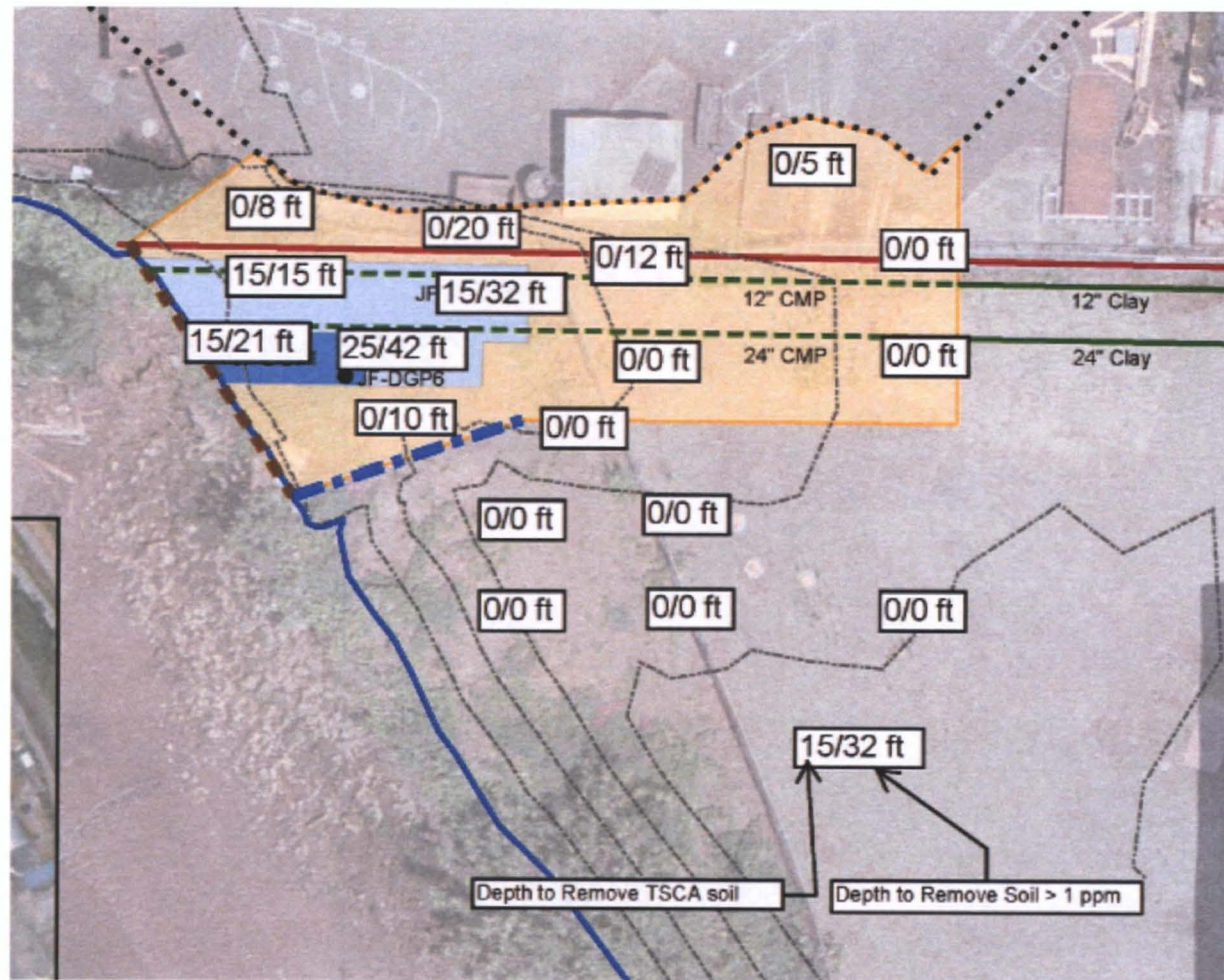 0/5 ft
0/8 ft
0/20 ft
0/12 ft
0/0 ft
15/15 ft
JF
15/32 ft
12" CMP
12" Clay
15/21 ft
25/42 ft
0/0 ft
24" CMP
0/0 ft
24" Clay
JF-DGP6
0/10 ft
0/0 ft
0/0 ft
0/0 ft
0/0 ft
0/0 ft
0/0 ft
15/32 ft
Depth to Remove TSCA soil
Depth to Remove Soil > 1 ppm